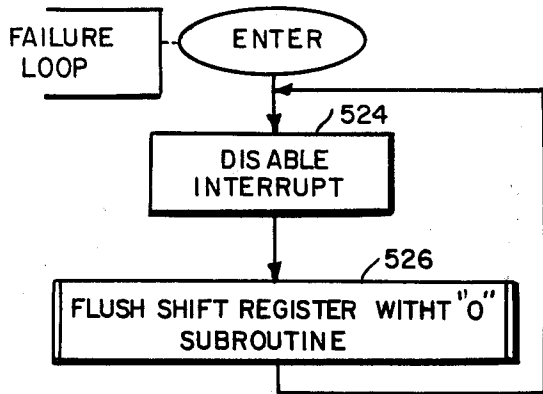 FAILURE
LOOP
ENTER
524
DISABLE
INTERRUPT
526
FLUSH SHIFT REGISTER WITHT "O"
SUBROUTINE